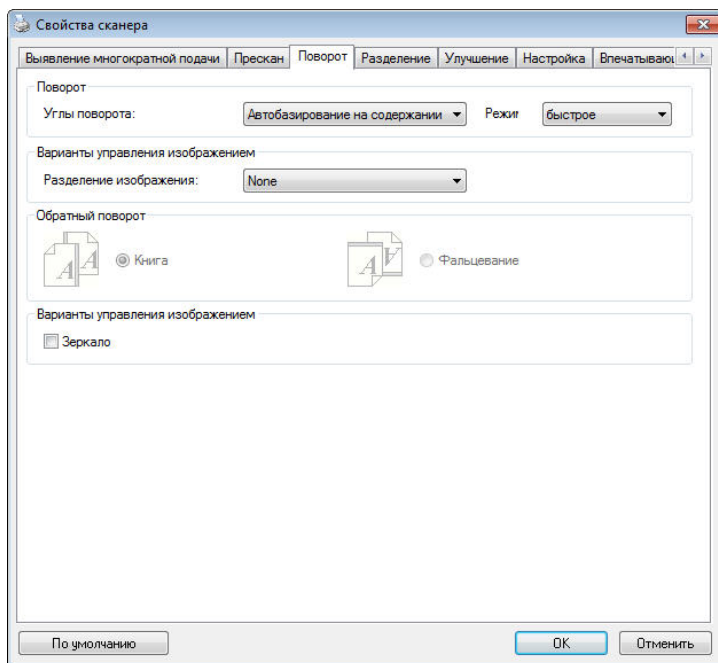 Свойства сканера
Выявление многократной подачи Прескан Поворот Разделение Улучшение Настройка Впечатываю
Поворот
Углы поворота: Автобазирование на содержании Режи быстрое
Варианты управления изображением
Разделение изображения: None
Обратный поворот
A A Книга A A Фальцевание
Варианты управления изображением
Зеркало
По умолчанию OK Отменить